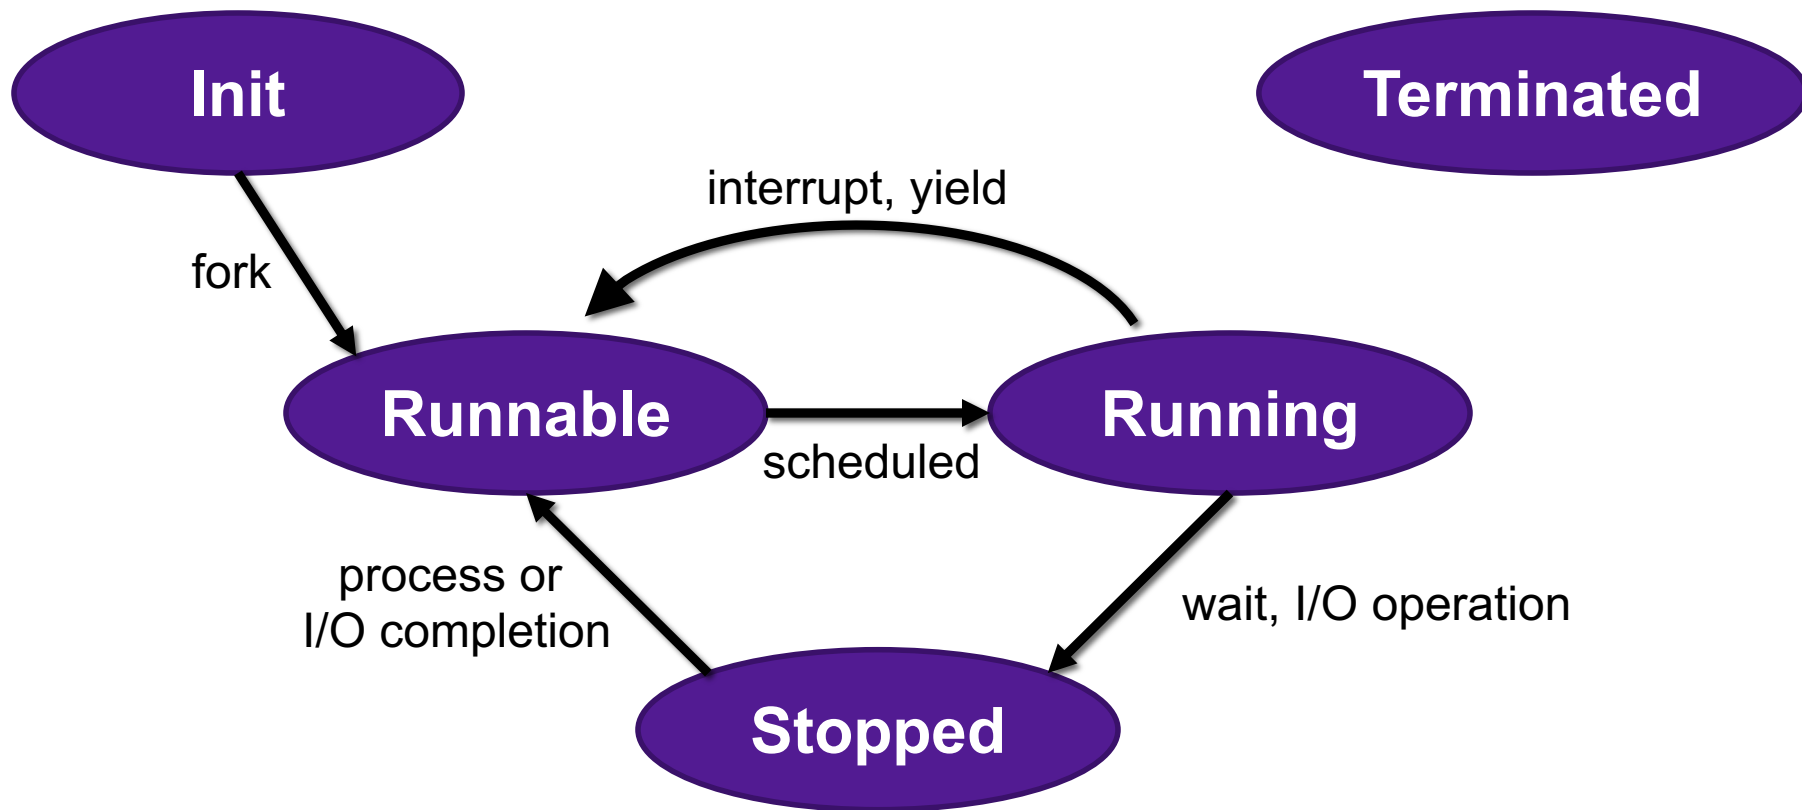 Init
Terminated
interrupt, yield
fork
Runnable
Running
scheduled
process or
I/O completion
wait, I/O operation
Stopped